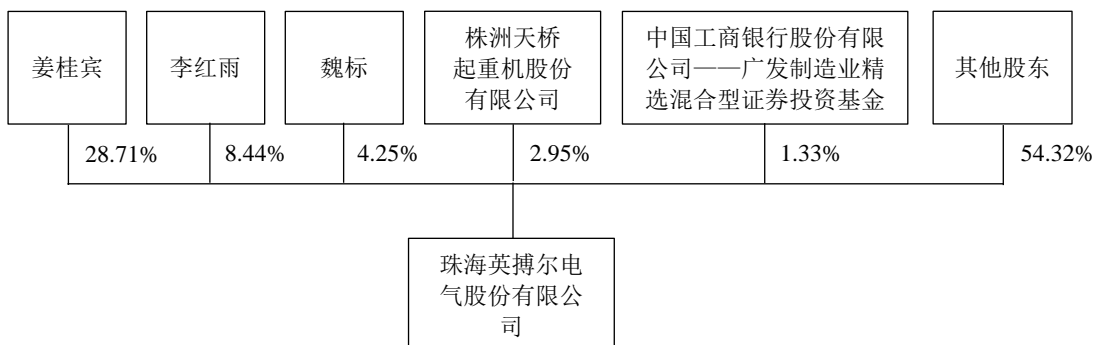 姜桂宾
李红雨
魏标
株洲天桥
起重机股份
有限公司
中国工商银行股份有限
公司——广发制造业精
选混合型证券投资基金
其他股东
28.71%
8.44%
4.25%
2.95%
1.33%
54.32%
珠海英搏尔电
气股份有限公
司